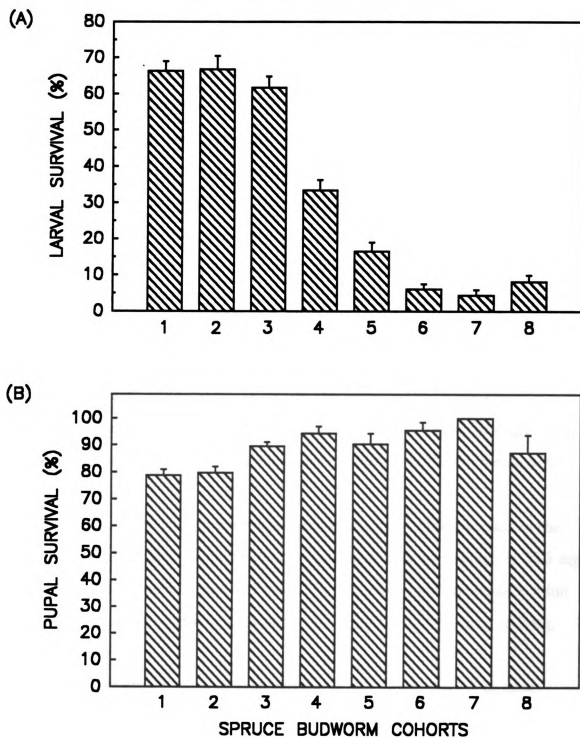 (A)
LARVAL SURVIVAL (%)
80
70
60
50
40
30
20
10
0
1 2 3 4 5 6 7 8
(B)
PUPAL SURVIVAL (%)
100
90
80
70
60
50
40
30
20
10
0
1 2 3 4 5 6 7 8
SPRUCE BUDWORM COHORTS